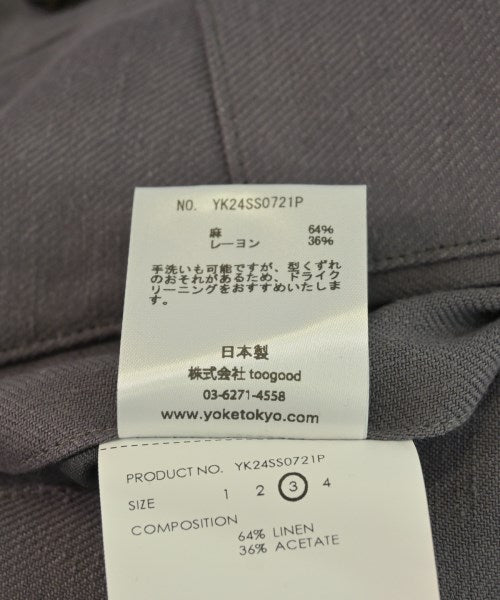 NO. YK24SS0721P
麻 64%
レーヨン 36%
手洗いも可能ですが、型くずれ
のおそれがあるため、ドライク
リーニングをおすすめいたしま
す。
日本製
株式会社 toogood
03-6271-4558
www.yoketokyo.com
PRODUCT NO. YK24SS0721P
SIZE 1 2 3 4
COMPOSITION
64% LINEN
36% ACETATE